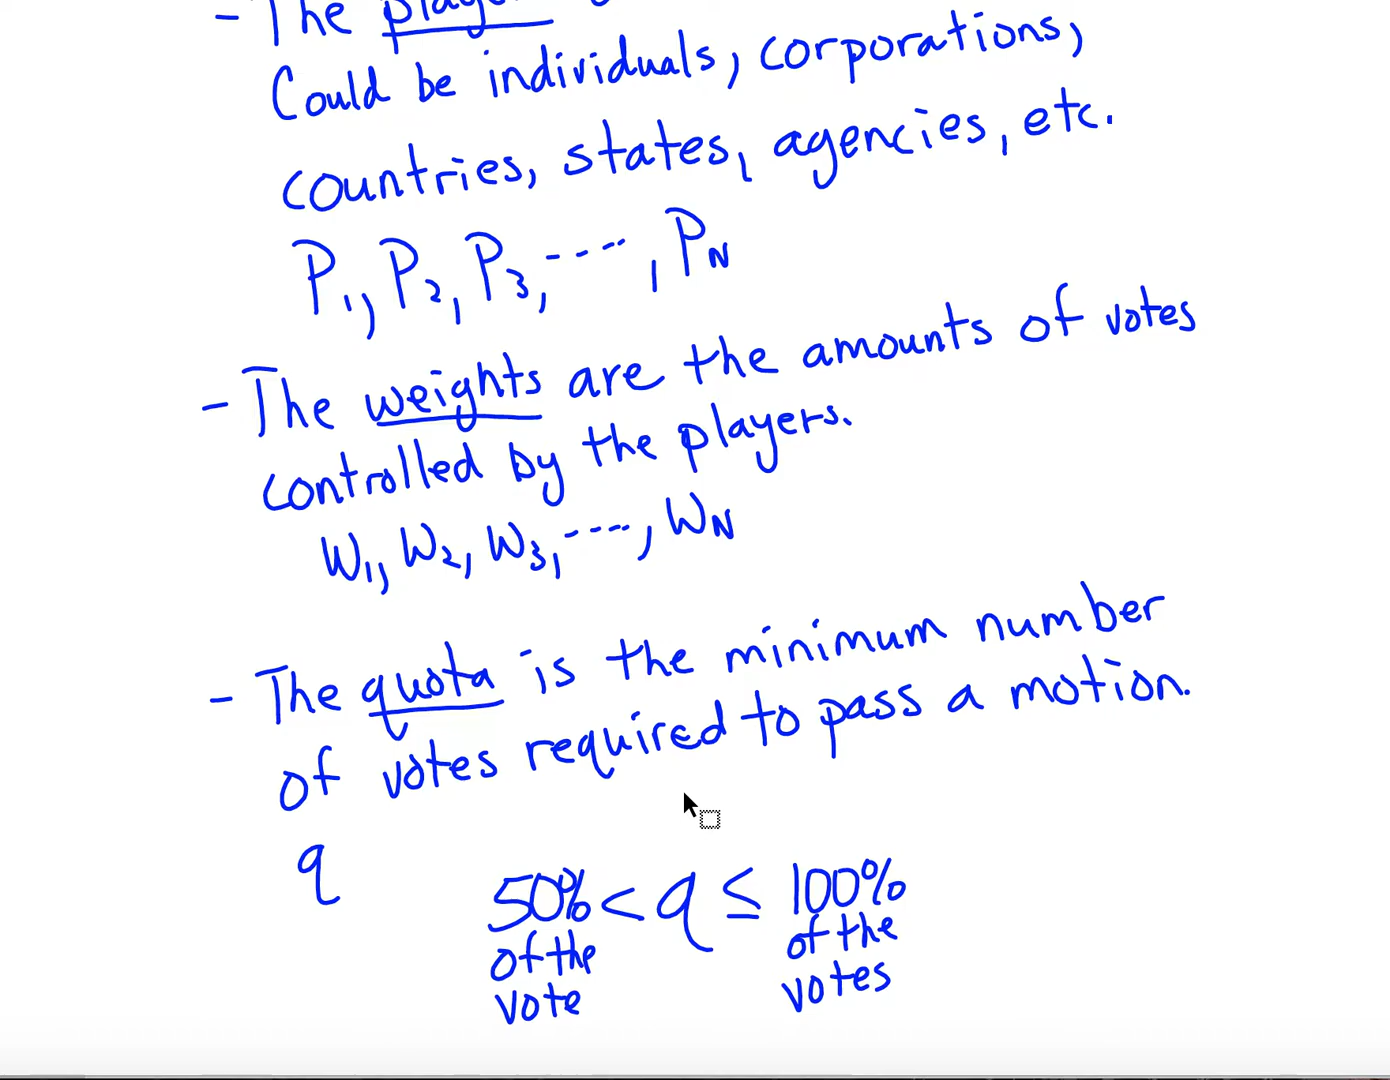 - The player
Could be individuals, corporations,
countries, states, agencies, etc.
P1, P2, P3, ----, PN
- The weights are the amounts of votes
controlled by the players.
W1, W2, W3, ----, WN
- The quota is the minimum number
of votes required to pass a motion.
q
50% < q ≤ 100%
of the vote
of the votes